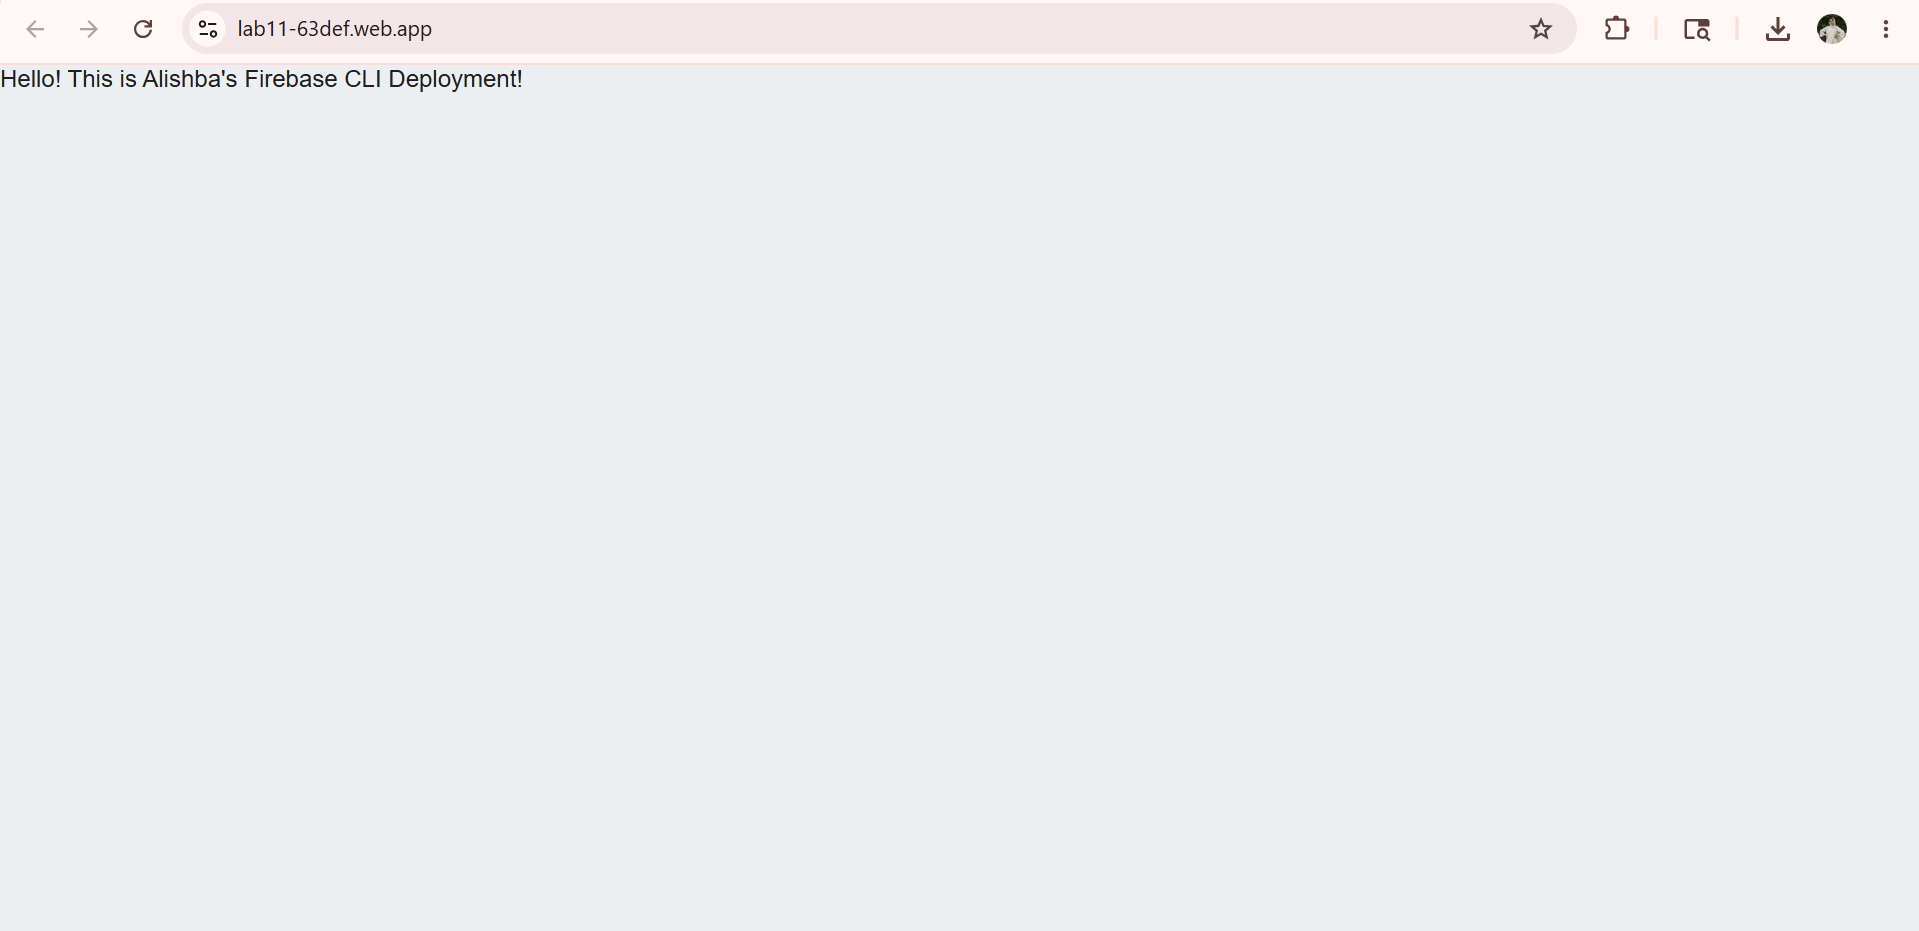 lab11-63def.web.app
Hello! This is Alishba's Firebase CLI Deployment!